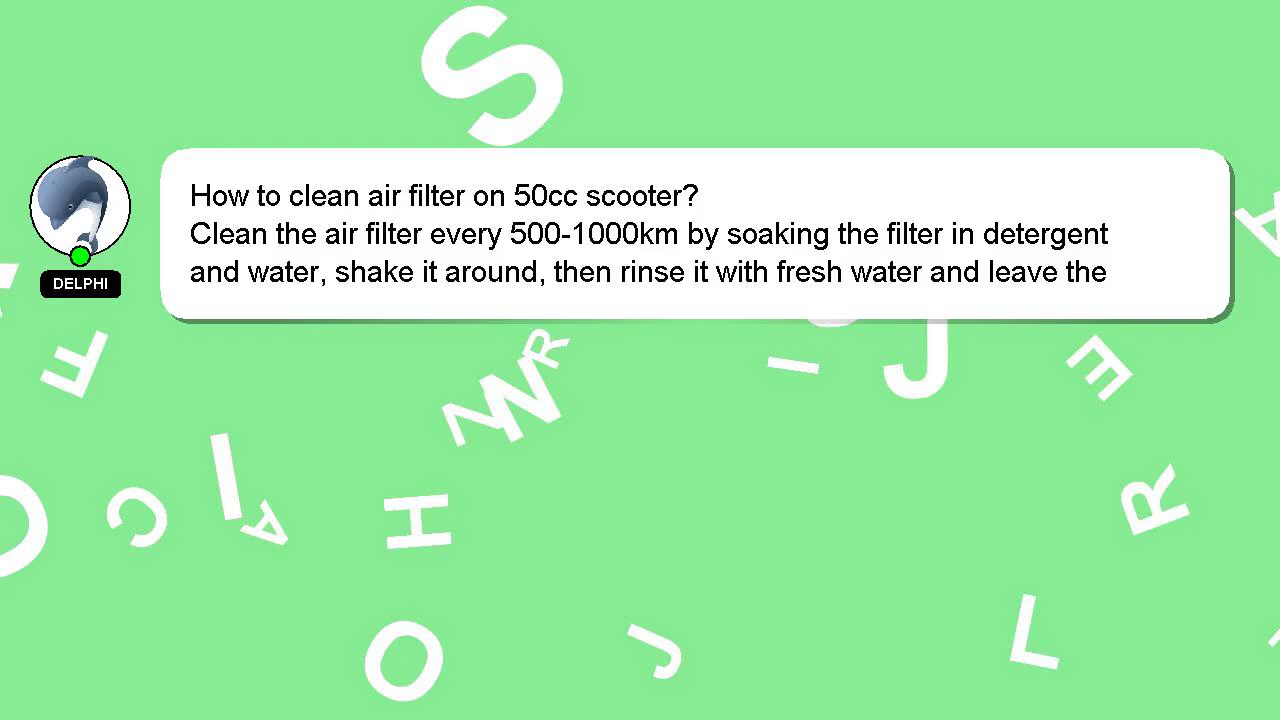 S
How to clean air filter on 50cc scooter?
Clean the air filter every 500-1000km by soaking the filter in detergent
and water, shake it around, then rinse it with fresh water and leave the
DELPHI
A
F
R
N
W
I
J
E
I
C
A
H
R
O
J
L